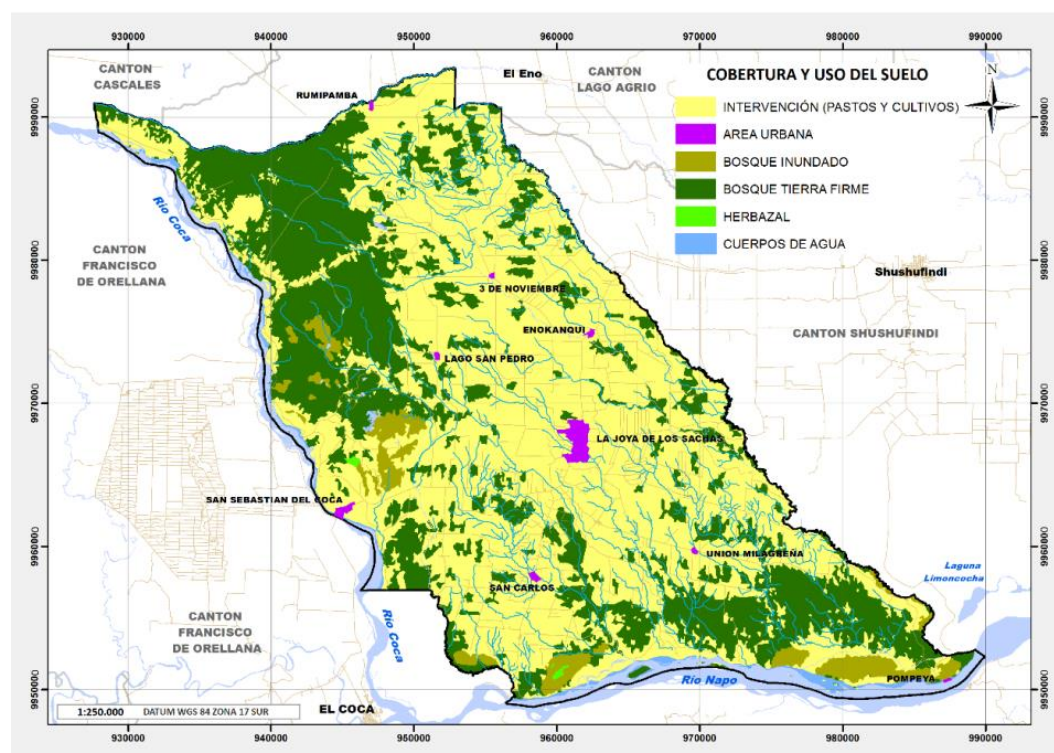 930000 940000 950000 960000 970000 980000 990000
CANTON
CASCALES
El Eno
CANTON
LAGO AGRIO
RUMIPAMBA
COBERTURA Y USO DEL SUELO
N
INTERVENCIÓN (PASTOS Y CULTIVOS)
AREA URBANA
BOSQUE INUNDADO
BOSQUE TIERRA FIRME
HERBAZAL
CUERPOS DE AGUA
9990000
9990000
Río Coca
CANTON
FRANCISCO
DE ORELLANA
9980000
9980000
Shushufindi
3 DE NOVIEMBRE
ENOKANQUI
CANTON SHUSHUFINDI
LAGO SAN PEDRO
9970000
9970000
LA JOYA DE LOS SACHAS
SAN SEBASTIAN DEL COCA
9960000
9960000
UNION MILAGREÑA
Laguna
Limoncocha
SAN CARLOS
CANTON
FRANCISCO
DE ORELLANA
Río Coca
Río Napo
POMPEYA
9950000
9950000
1:250.000 DATUM WGS 84 ZONA 17 SUR
EL COCA
930000 940000 950000 960000 970000 980000 990000